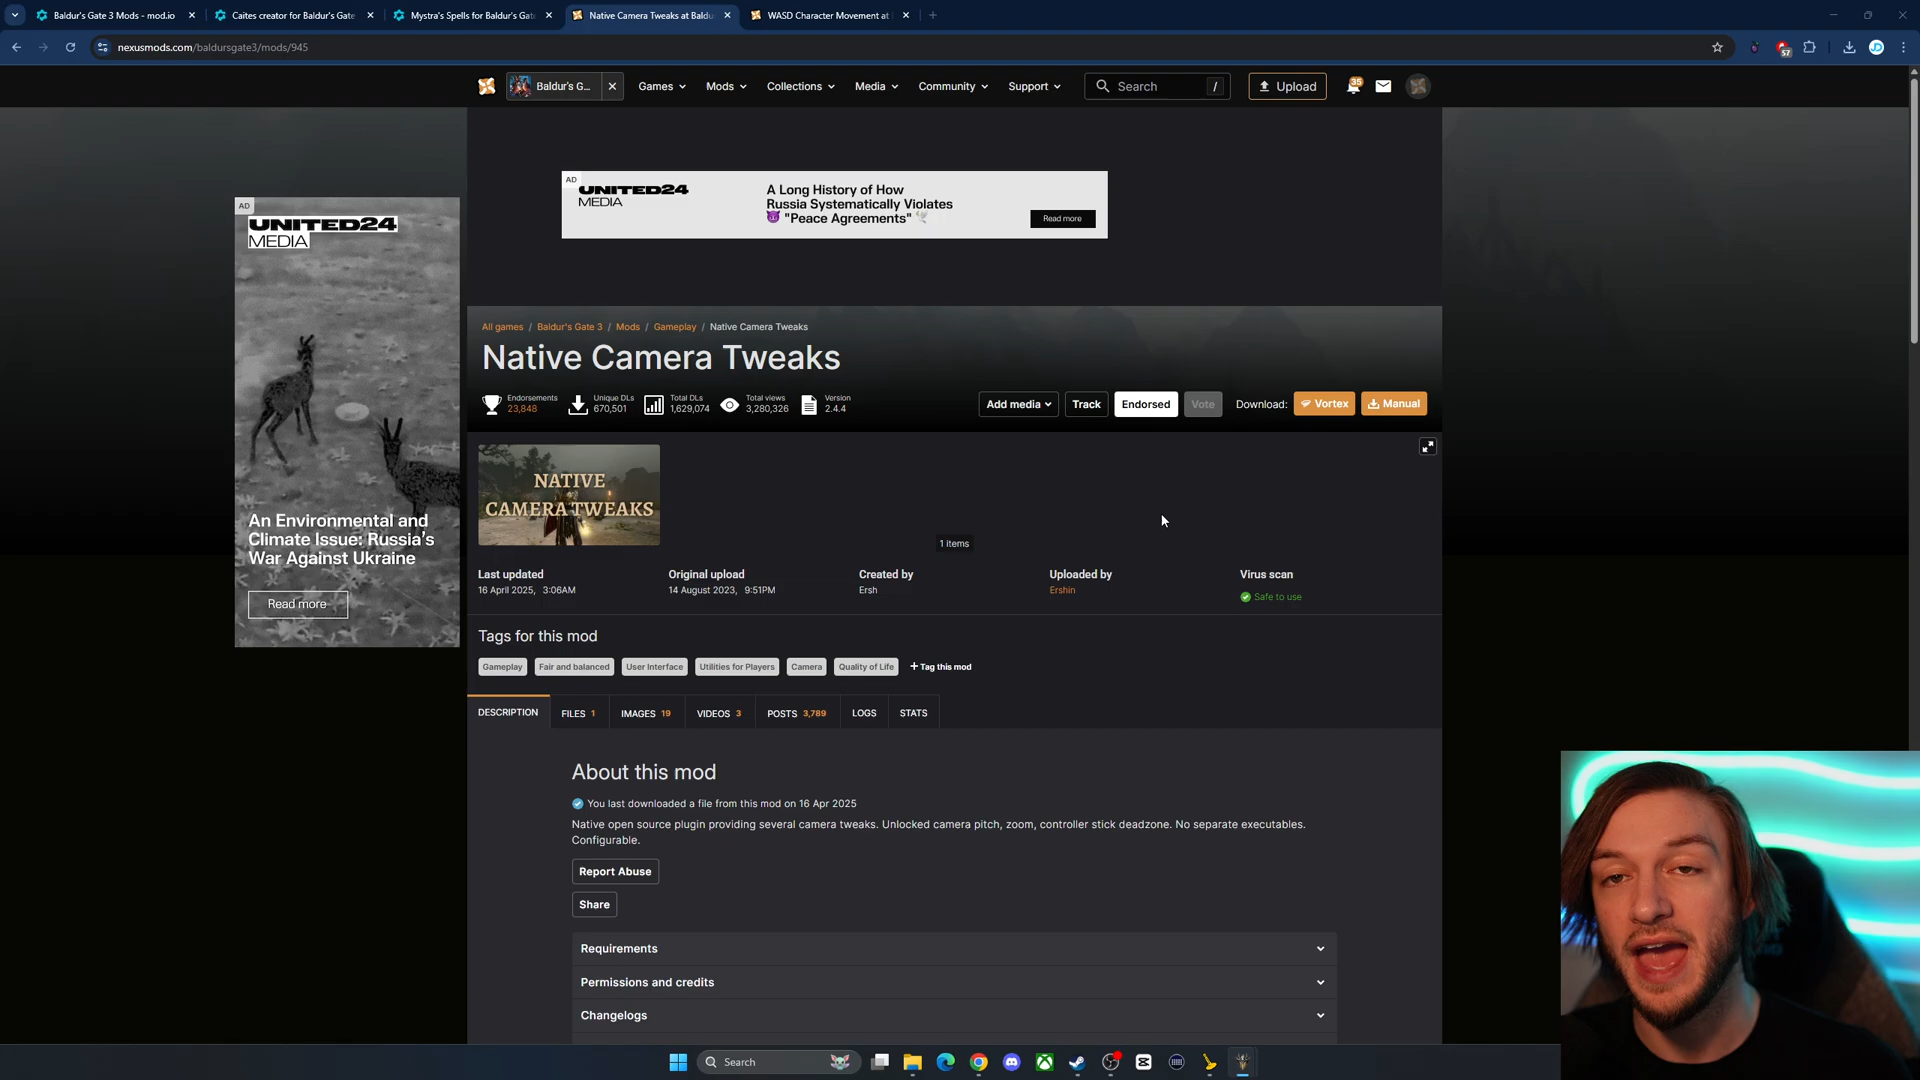 Baldur's Gate 3 Mods - mod.io
Caites creator for Baldur's Gate
Mystra's Spells for Baldur's Gate
Native Camera Tweaks at Baldu
WASD Character Movement at
nexusmods.com/baldursgate3/mods/945
57
Baldur's G...
Games
Mods
Collections
Media
Community
Support
Search
/
Upload
35
AD
UNITED24
MEDIA
A Long History of How
Russia Systematically Violates
"Peace Agreements"
Read more
AD
UNITED24
MEDIA
An Environmental and
Climate Issue: Russia's
War Against Ukraine
Read more
All games / Baldur's Gate 3 / Mods / Gameplay / Native Camera Tweaks
Native Camera Tweaks
Endorsements
23,848
Unique DLs
670,501
Total DLs
1,629,074
Total views
3,280,326
Version
2.4.4
Add media
Track
Endorsed
Vote
Download:
Vortex
Manual
NATIVE
CAMERA TWEAKS
1 items
Last updated
16 April 2025, 3:06AM
Original upload
14 August 2023, 9:51PM
Created by
Ersh
Uploaded by
Ershin
Virus scan
Safe to use
Tags for this mod
Gameplay
Fair and balanced
User Interface
Utilities for Players
Camera
Quality of Life
+ Tag this mod
DESCRIPTION
FILES 1
IMAGES 19
VIDEOS 3
POSTS 3,789
LOGS
STATS
About this mod
You last downloaded a file from this mod on 16 Apr 2025
Native open source plugin providing several camera tweaks. Unlocked camera pitch, zoom, controller stick deadzone. No separate executables.
Configurable.
Report Abuse
Share
Requirements
Permissions and credits
Changelogs
Search